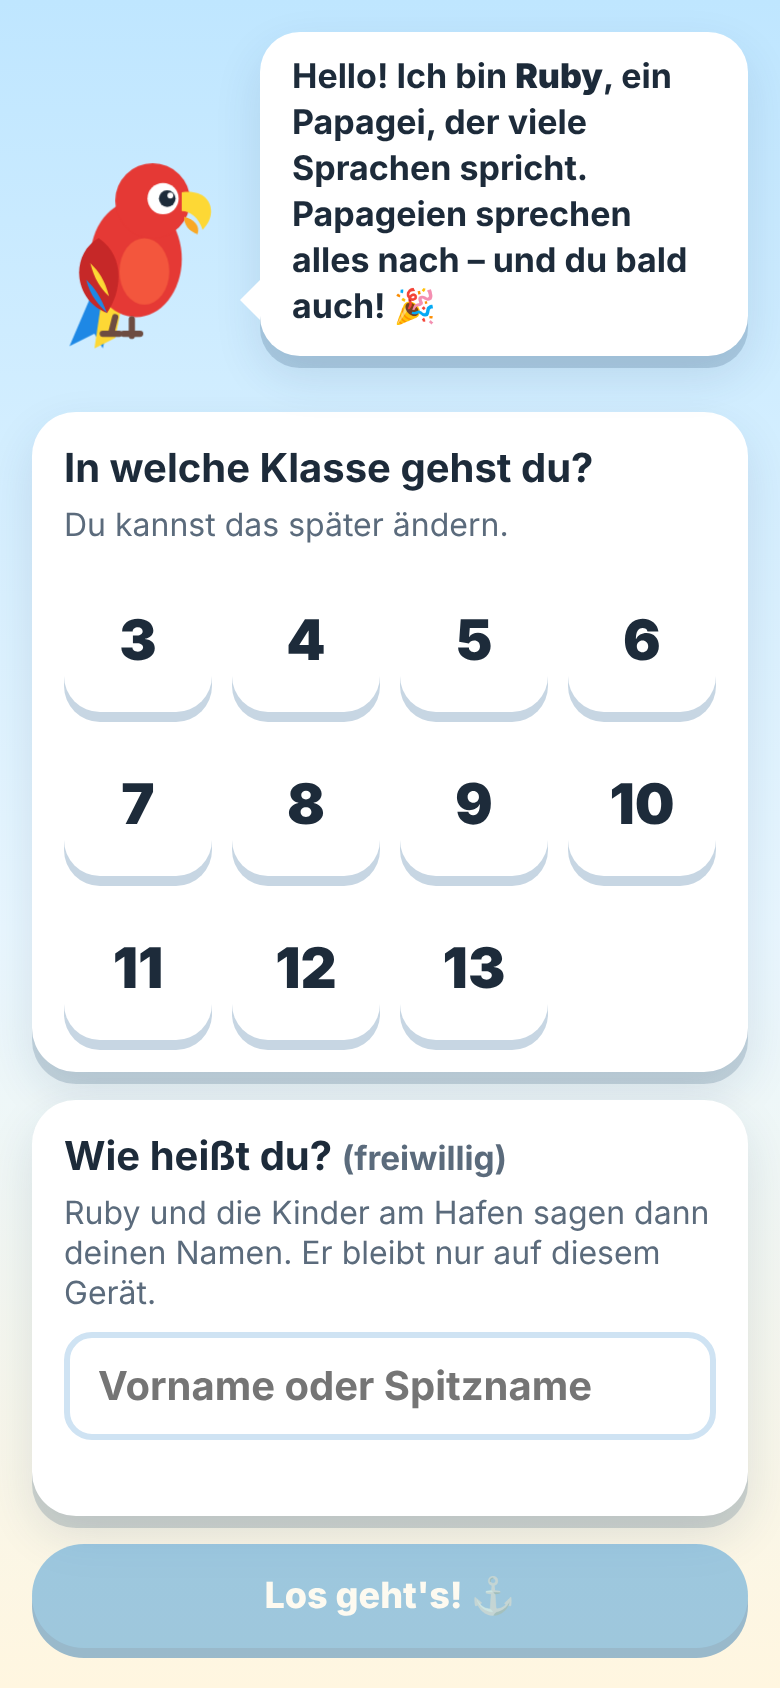 Hello! Ich bin Ruby, ein
Papagei, der viele
Sprachen spricht.
Papageien sprechen
alles nach – und du bald
auch! 🎉
In welche Klasse gehst du?
Du kannst das später ändern.
3 4 5 6
7 8 9 10
11 12 13
Wie heißt du? (freiwillig)
Ruby und die Kinder am Hafen sagen dann
deinen Namen. Er bleibt nur auf diesem
Gerät.
Vorname oder Spitzname
Los geht's! ⚓